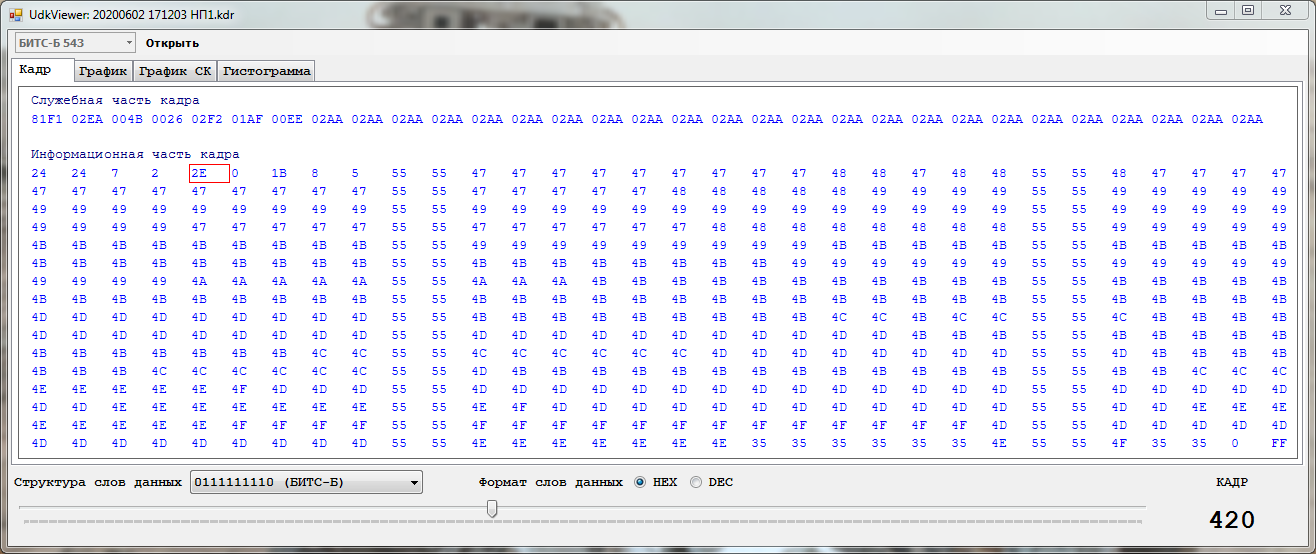 UdkViewer: 20200602 171203 НП1.kdr
БИТС-Б 543 Открыть
Кадр График График СК Гистограмма
Служебная часть кадра
81F1 02EA 004B 0026 02F2 01AF 00EE 02AA 02AA 02AA 02AA 02AA 02AA 02AA 02AA 02AA 02AA 02AA 02AA 02AA 02AA 02AA 02AA 02AA 02AA 02AA 02AA 02AA 02AA 02AA 02AA
Информационная часть кадра
24 24 7 2 2E 0 1B 8 5 55 55 47 47 47 47 47 47 47 47 47 48 48 47 48 48 55 55 48 47 47 47 47
47 47 47 47 47 47 47 47 47 55 55 47 47 47 47 47 48 48 48 48 48 49 49 49 49 55 55 49 49 49 49 49
49 49 49 49 49 49 49 49 49 55 55 49 49 49 49 49 49 49 49 49 49 49 49 49 49 55 55 49 49 49 49 49
49 49 49 49 47 47 47 47 47 55 55 47 47 47 47 47 47 48 48 48 48 48 48 48 48 55 55 49 49 49 49 49
4B 4B 4B 4B 4B 4B 4B 4B 4B 55 55 49 49 49 49 49 49 49 49 49 4B 4B 4B 4B 4B 55 55 4B 4B 4B 4B 4B
4B 4B 4B 4B 4B 4B 4B 4B 4B 55 55 4B 4B 4B 4B 4B 4B 4B 4B 49 49 49 49 49 49 55 55 49 49 49 49 49
49 49 49 49 4A 4A 4A 4A 4A 55 55 4A 4A 4A 4B 4B 4B 4B 4B 4B 4B 4B 4B 4B 4B 55 55 4B 4B 4B 4B 4B
4B 4B 4B 4B 4B 4B 4B 4B 4B 55 55 4B 4B 4B 4B 4B 4B 4B 4B 4B 4B 4B 4B 4B 4B 55 55 4B 4B 4B 4B 4B
4D 4D 4D 4D 4D 4D 4D 4D 4D 55 55 4B 4B 4B 4B 4B 4B 4B 4B 4B 4C 4C 4B 4C 4C 55 55 4C 4B 4B 4B 4B
4D 4D 4D 4D 4D 4D 4D 4D 4D 55 55 4D 4D 4D 4D 4D 4D 4D 4D 4D 4D 4D 4B 4B 4B 55 55 4B 4B 4B 4B 4B
4B 4B 4B 4B 4B 4B 4B 4C 4C 55 55 4C 4C 4C 4C 4C 4C 4D 4D 4D 4D 4D 4D 4D 4D 55 55 4D 4B 4B 4B 4B
4B 4B 4B 4C 4C 4C 4C 4C 4C 55 55 4D 4B 4B 4B 4B 4B 4B 4B 4B 4B 4B 4B 4B 4B 55 55 4B 4B 4C 4C 4C
4E 4E 4E 4E 4E 4F 4D 4D 4D 55 55 4D 4D 4D 4D 4D 4D 4D 4D 4D 4D 4D 4D 4D 4D 55 55 4D 4D 4D 4D 4D
4D 4D 4E 4E 4E 4E 4E 4E 4E 55 55 4E 4F 4D 4D 4D 4D 4D 4D 4D 4D 4D 4D 4D 4D 55 55 4D 4D 4E 4E 4E
4E 4E 4E 4E 4E 4F 4F 4F 4F 55 55 4F 4F 4F 4F 4F 4F 4F 4F 4F 4F 4F 4F 4F 4D 55 55 4D 4D 4D 4D 4D
4D 4D 4D 4D 4D 4D 4D 4D 4D 55 55 4E 4E 4E 4E 4E 4E 4E 35 35 35 35 35 35 4E 55 55 4F 35 35 0 FF
Структура слов данных 0111111110 (БИТС-Б) Формат слов данных HEX DEC КАДР
420